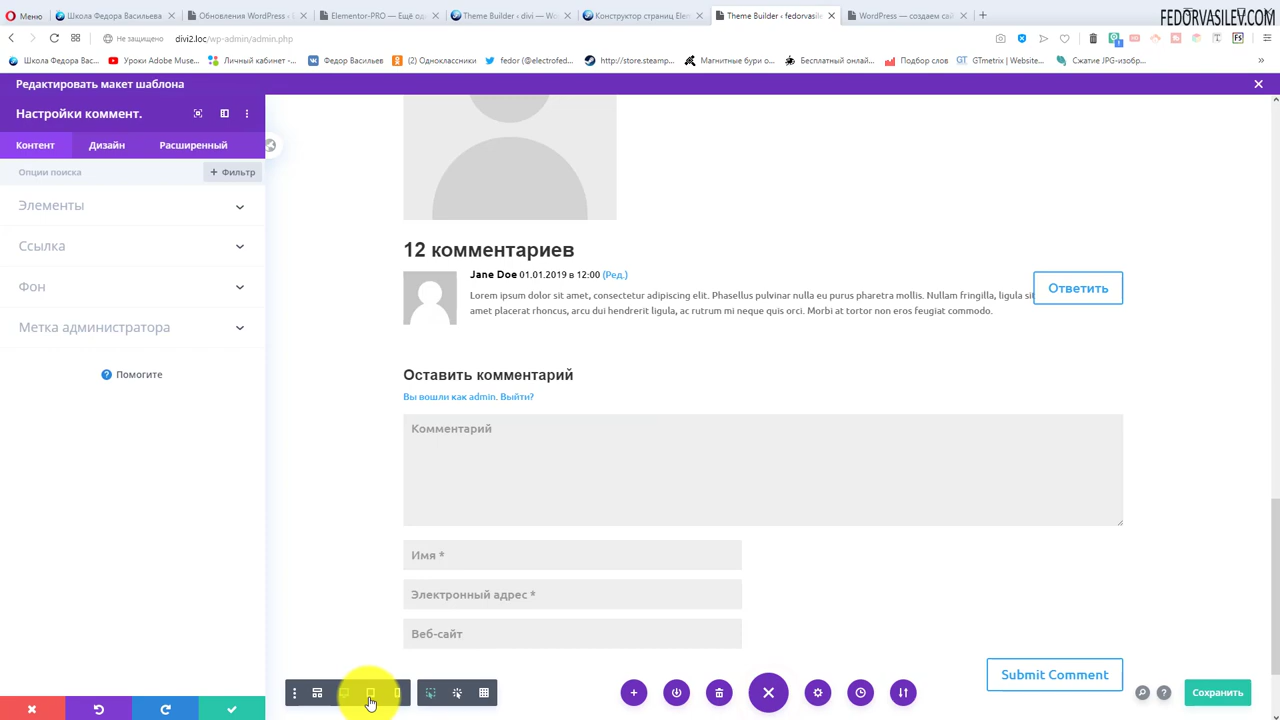 Меню
Школа Федора Васильева
Обновления WordPress ‹
Elementor-PRO — Ещё од
Theme Builder ‹ divi — Wo
Конструктор страниц Elem
Theme Builder ‹ fedorvasilev
WordPress — создаем сай
FEDORVASILEV.COM
Не защищено
divi2.loc/wp-admin/admin.php
Школа Федора Вас...
Уроки Adobe Muse...
Личный кабинет -...
Федор Васильев
(2) Одноклассники
fedor (@electrofed...
http://store.steamp...
Магнитные бури о...
Бесплатный онлай...
Подбор слов
GTmetrix | Website...
Сжатие JPG-изобр...
Редактировать макет шаблона
Настройки коммент.
Контент
Дизайн
Расширенный
Опции поиска
+ Фильтр
Элементы
Ссылка
Фон
Метка администратора
Помогите
12 комментариев
Jane Doe 01.01.2019 в 12:00 (Ред.)
Lorem ipsum dolor sit amet, consectetur adipiscing elit. Phasellus pulvinar nulla eu purus pharetra mollis. Nullam fringilla, ligula sit
amet placerat rhoncus, arcu dui hendrerit ligula, ac rutrum mi neque quis orci. Morbi at tortor non eros feugiat commodo.
Ответить
Оставить комментарий
Вы вошли как admin. Выйти?
Комментарий
Имя *
Электронный адрес *
Веб-сайт
Submit Comment
Сохранить